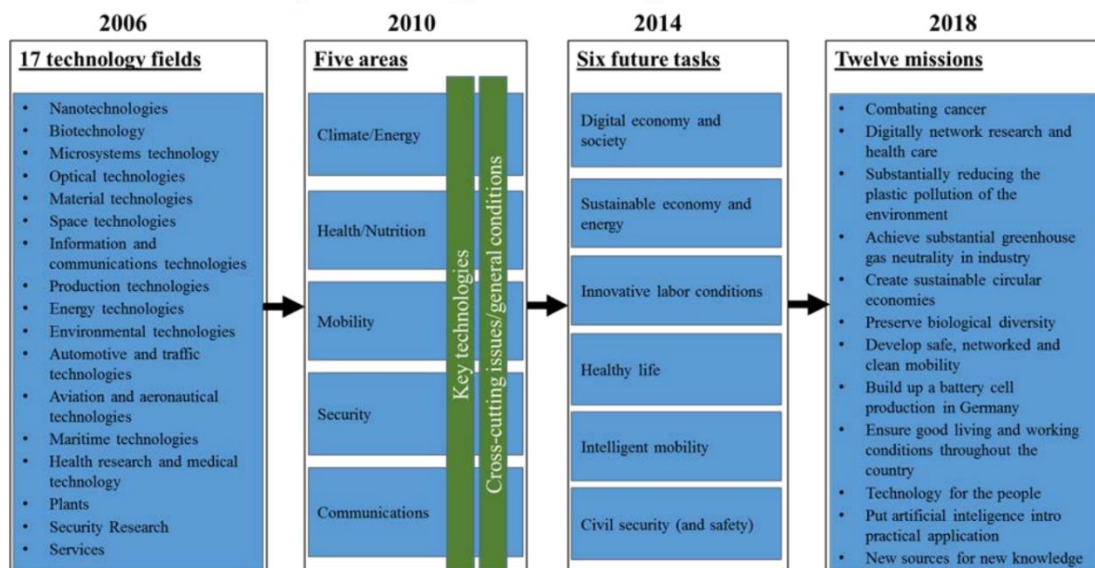 2006
17 technology fields
• Nanotechnologies
• Biotechnology
• Microsystems technology
• Optical technologies
• Material technologies
• Space technologies
• Information and
communications technologies
• Production technologies
• Energy technologies
• Environmental technologies
• Automotive and traffic
technologies
• Aviation and aeronautical
technologies
• Maritime technologies
• Health research and medical
technology
• Plants
• Security Research
• Services
2010
Five areas
Climate/Energy
Health/Nutrition
Mobility
Security
Communications
Key technologies
Cross-cutting issues/general conditions
2014
Six future tasks
Digital economy and
society
Sustainable economy and
energy
Innovative labor conditions
Healthy life
Intelligent mobility
Civil security (and safety)
2018
Twelve missions
• Combating cancer
• Digitally network research and
health care
• Substantially reducing the
plastic pollution of the
environment
• Achieve substantial greenhouse
gas neutrality in industry
• Create sustainable circular
economies
• Preserve biological diversity
• Develop safe, networked and
clean mobility
• Build up a battery cell
production in Germany
• Ensure good living and working
conditions throughout the
country
• Technology for the people
• Put artificial inteligence intro
practical application
• New sources for new knowledge